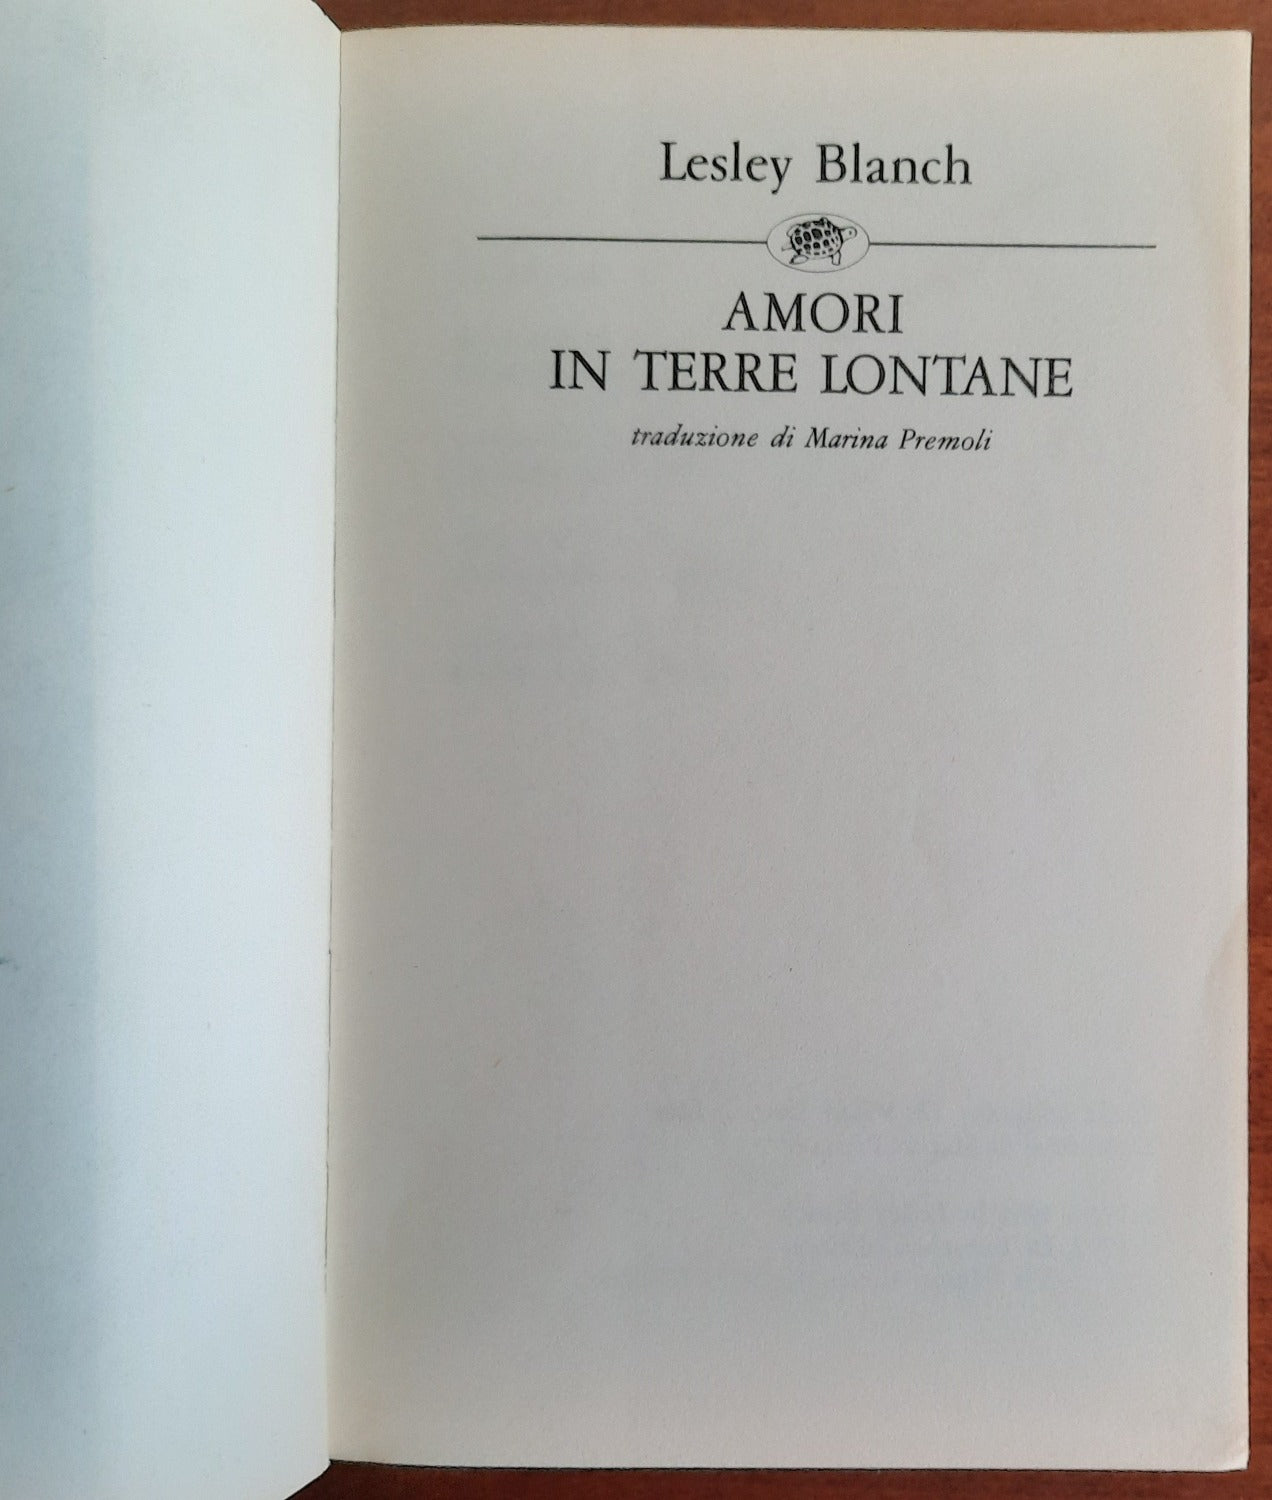 Lesley Blanch
AMORI
IN TERRE LONTANE
traduzione di Marina Premoli